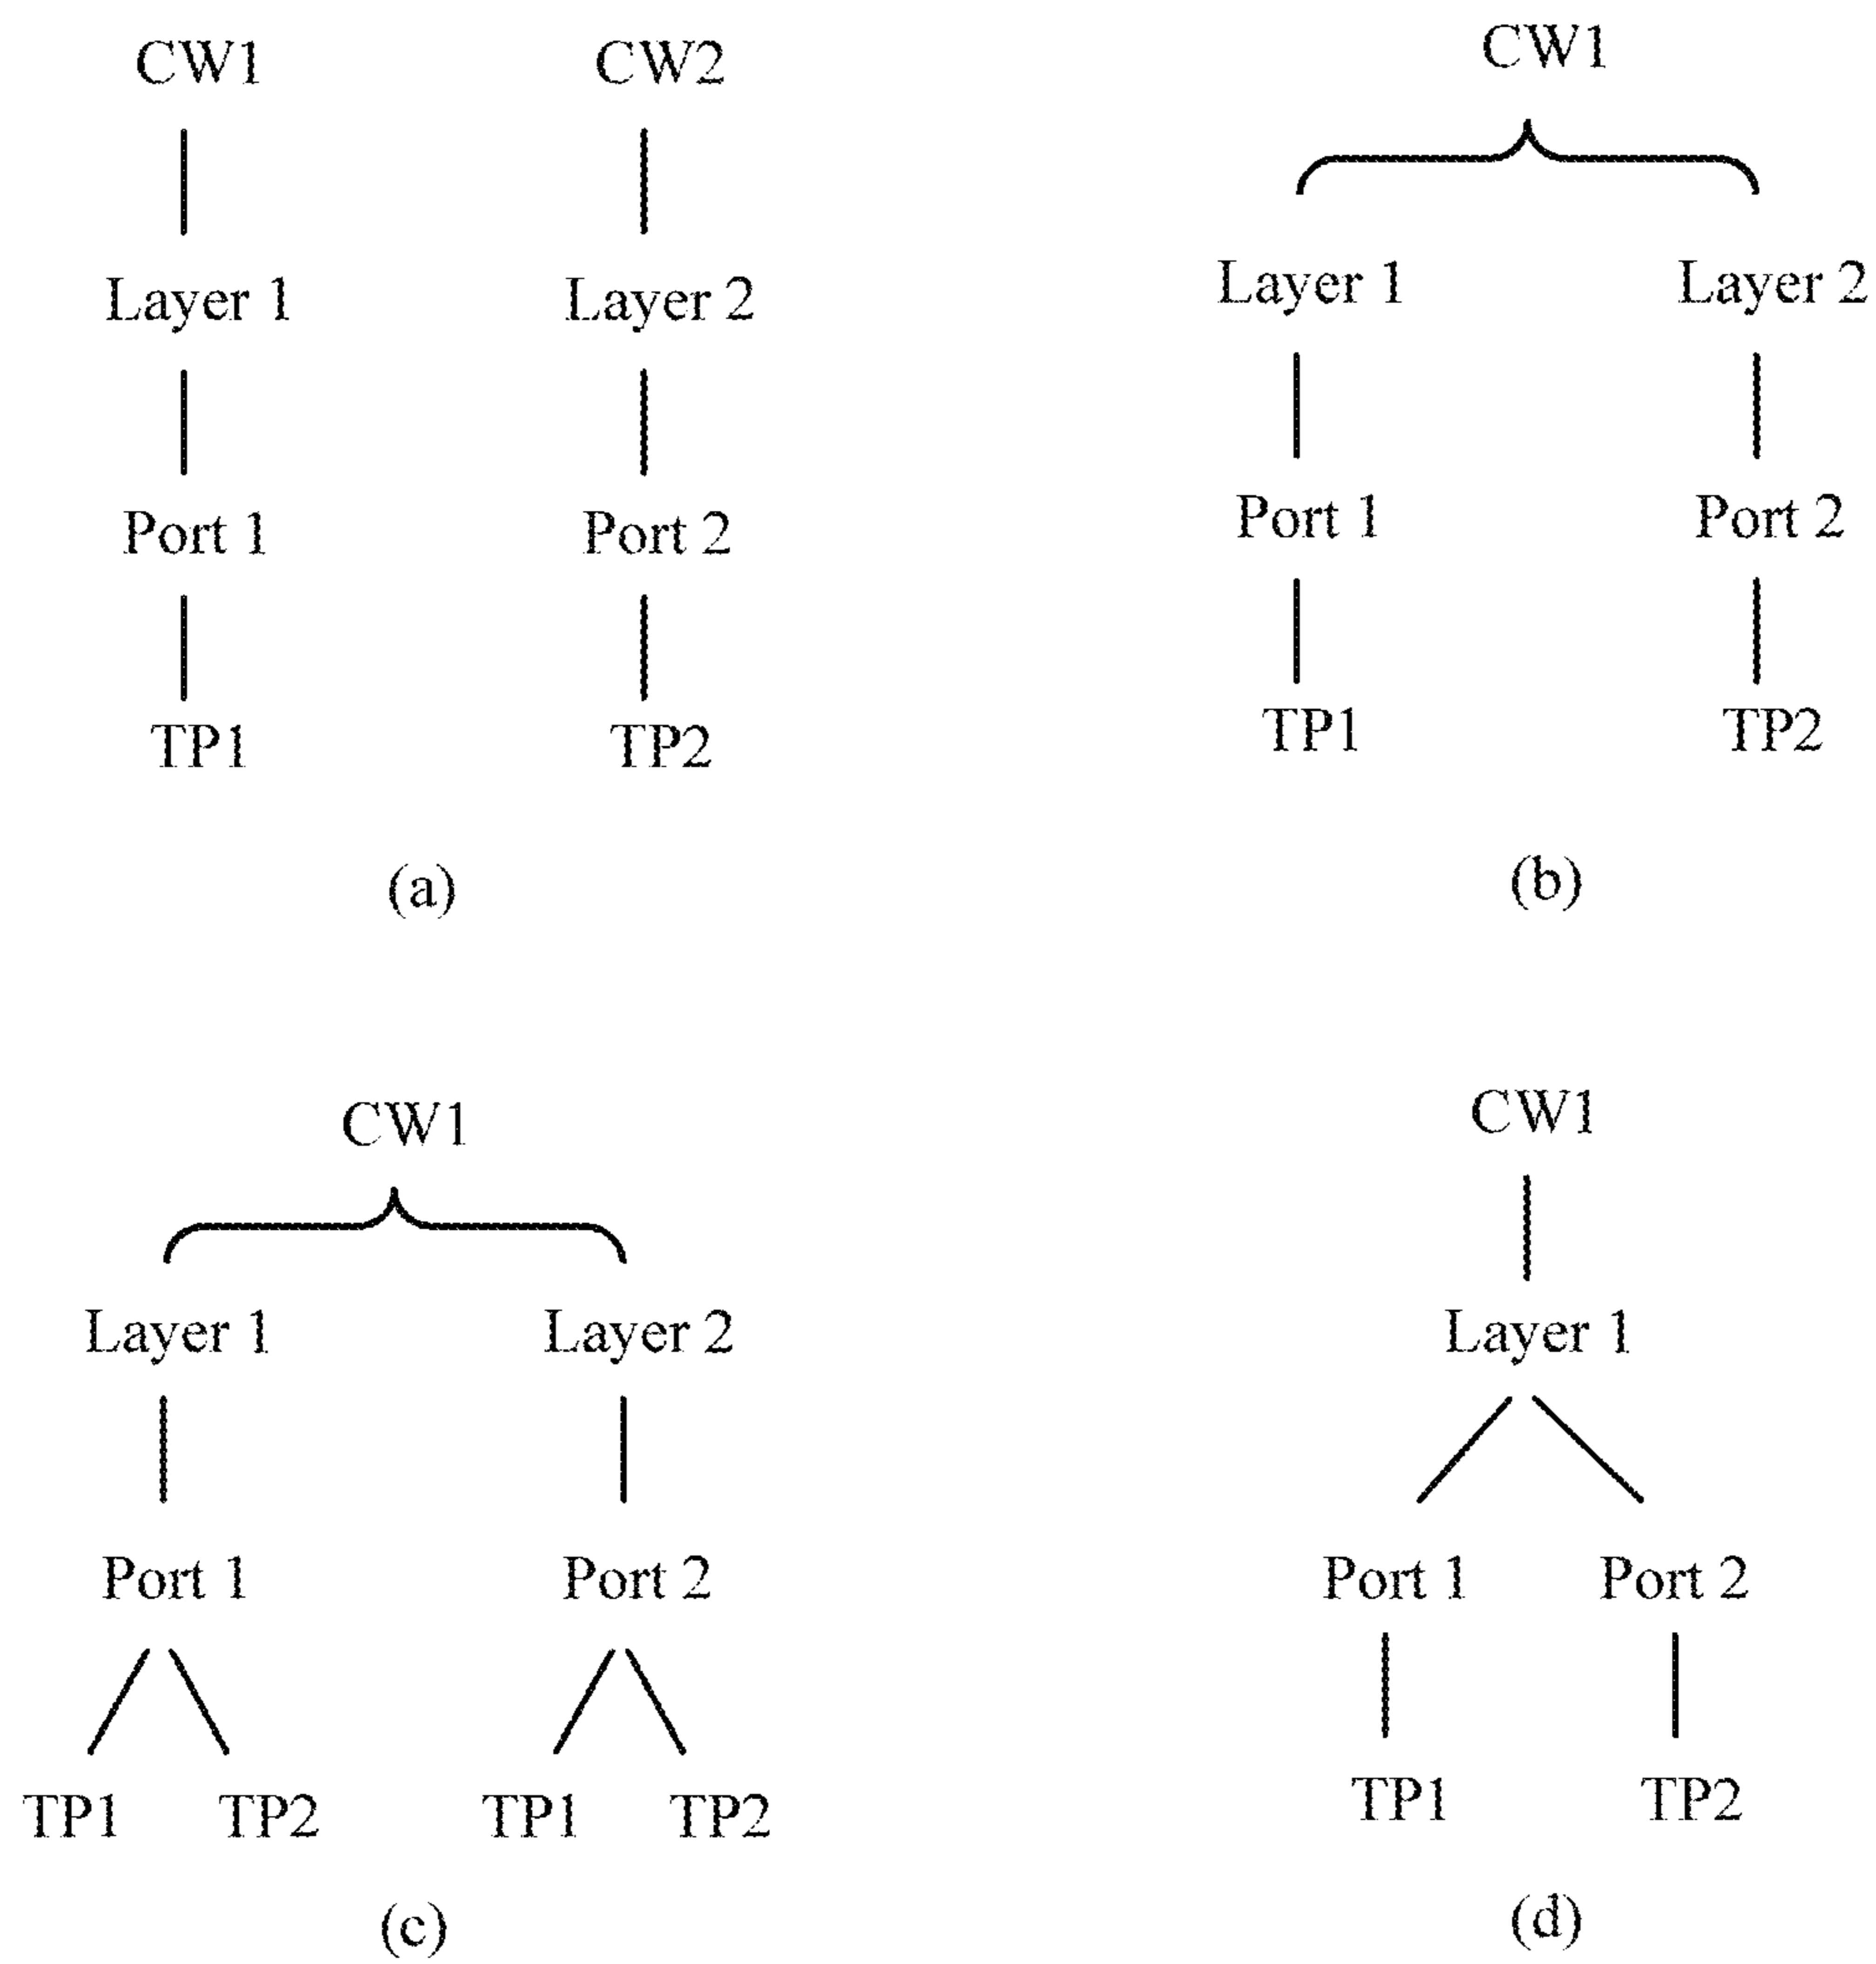 CW1 CW2
Layer 1 Layer 2
Port 1 Port 2
TP1 TP2
(a)
CW1
Layer 1 Layer 2
Port 1 Port 2
TP1 TP2
(b)
CW1
Layer 1 Layer 2
Port 1 Port 2
TP1 TP2 TP1 TP2
(c)
CW1
Layer 1
Port 1 Port 2
TP1 TP2
(d)